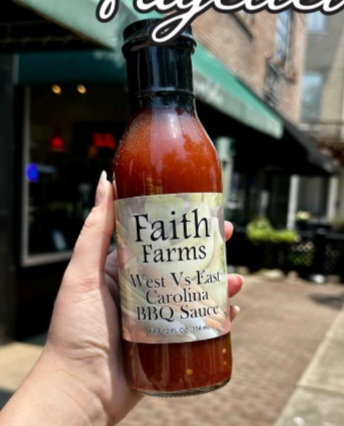 Faith
Farms
West Vs East
Carolina
BBQ Sauce